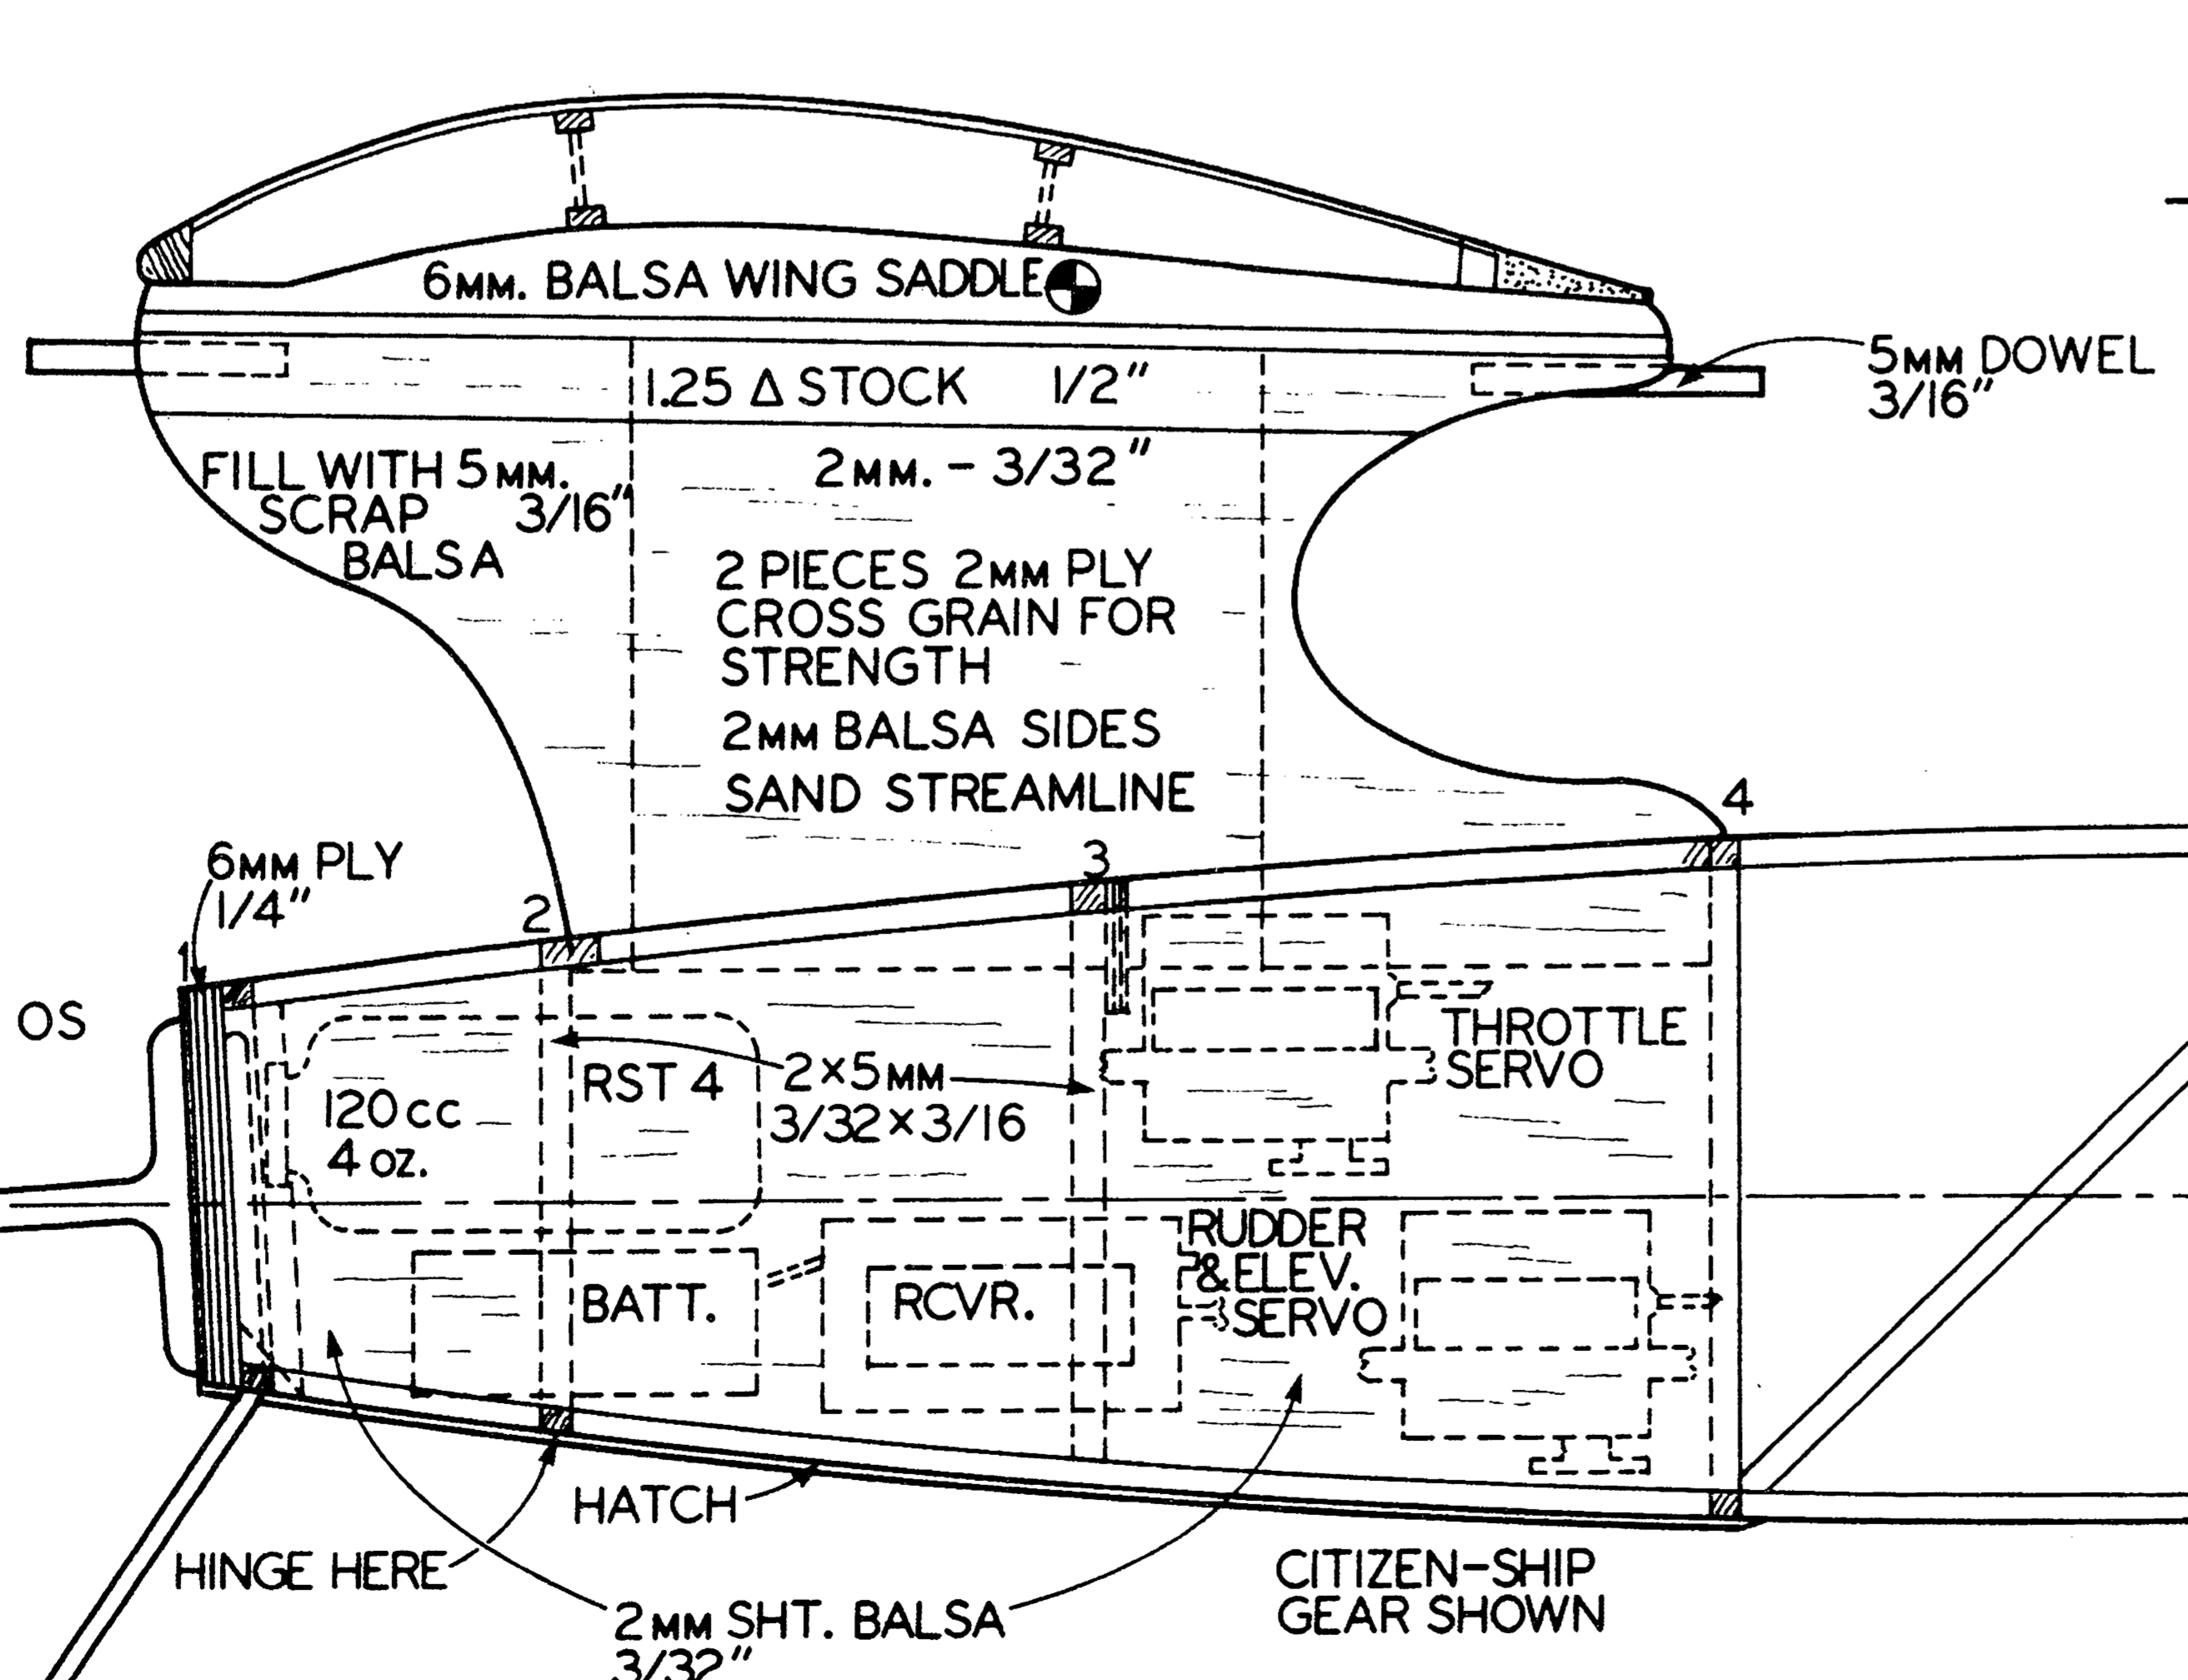 6MM. BALSA WING SADDLE
5MM DOWEL
3/16"
1.25 Δ STOCK 1/2"
FILL WITH 5MM.
SCRAP 3/16"
BALSA
2MM. - 3/32"
2 PIECES 2MM PLY
CROSS GRAIN FOR
STRENGTH
2MM BALSA SIDES
SAND STREAMLINE
4
3
6MM PLY
1/4"
2
1
OS
THROTTLE
SERVO
RST 4
2×5MM
3/32×3/16
120cc
4 oz.
RUDDER
& ELEV.
SERVO
BATT.
RCVR.
HATCH
HINGE HERE
2MM SHT. BALSA
3/32"
CITIZEN-SHIP
GEAR SHOWN